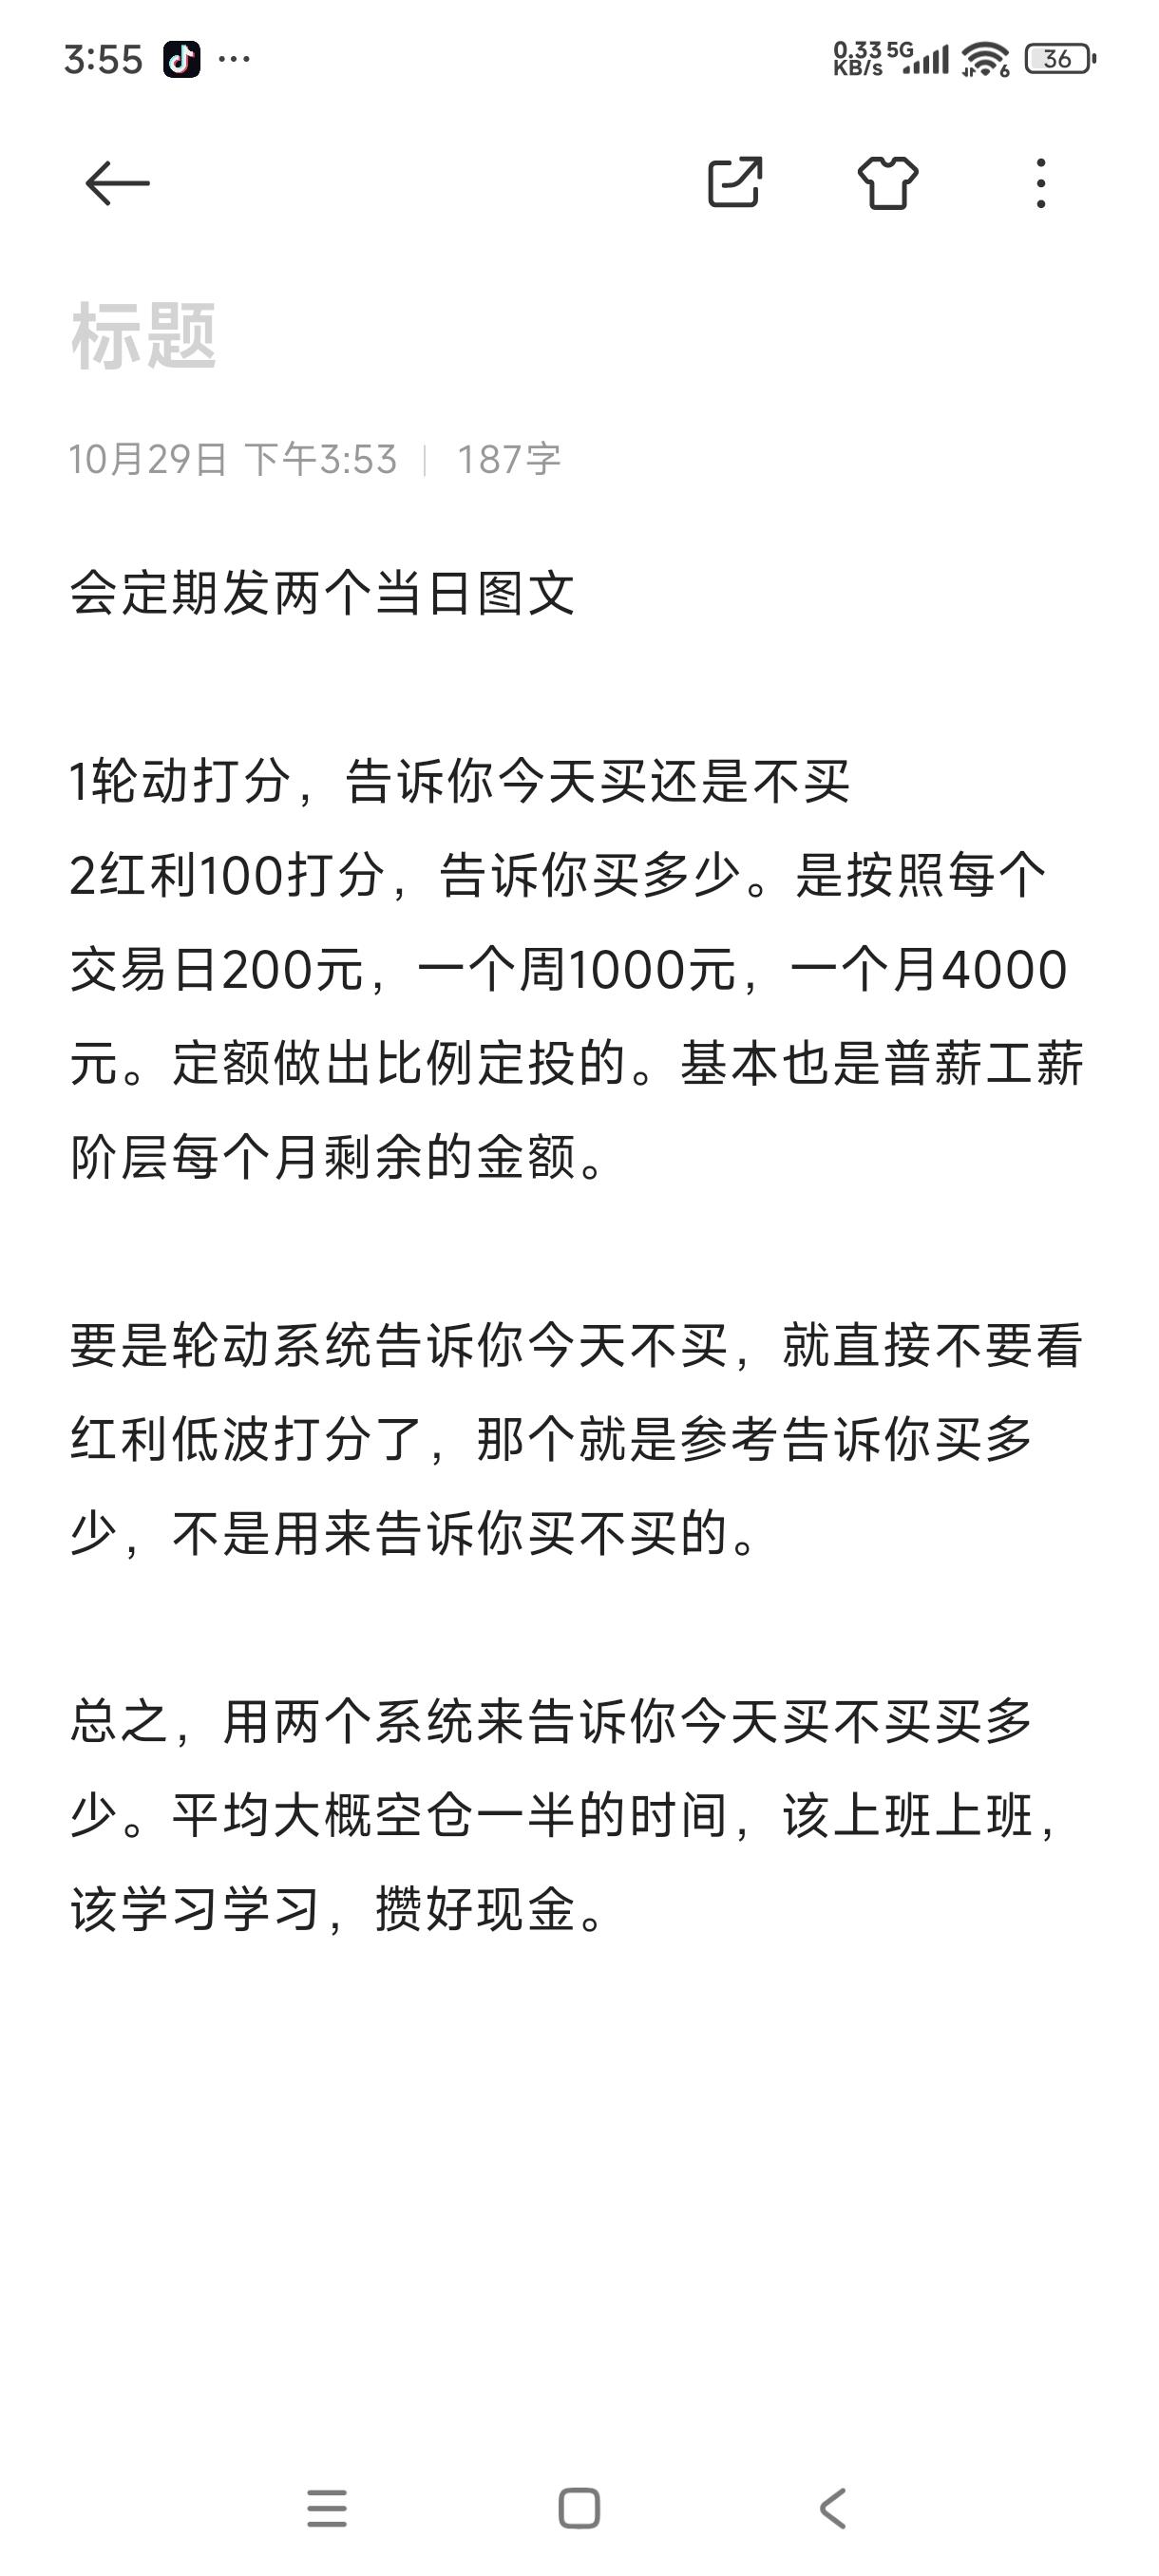 3:55 ... 0.33 KB/s 5G 6 36
标题
10月29日 下午3:53 | 187字
会定期发两个当日图文
1轮动打分，告诉你今天买还是不买
2红利100打分，告诉你买多少。是按照每个
交易日200元，一个周1000元，一个月4000
元。定额做出比例定投的。基本也是普薪工薪
阶层每个月剩余的金额。
要是轮动系统告诉你今天不买，就直接不要看
红利低波打分了，那个就是参考告诉你买多
少，不是用来告诉你买不买的。
总之，用两个系统来告诉你今天买不买买多
少。平均大概空仓一半的时间，该上班上班，
该学习学习，攒好现金。